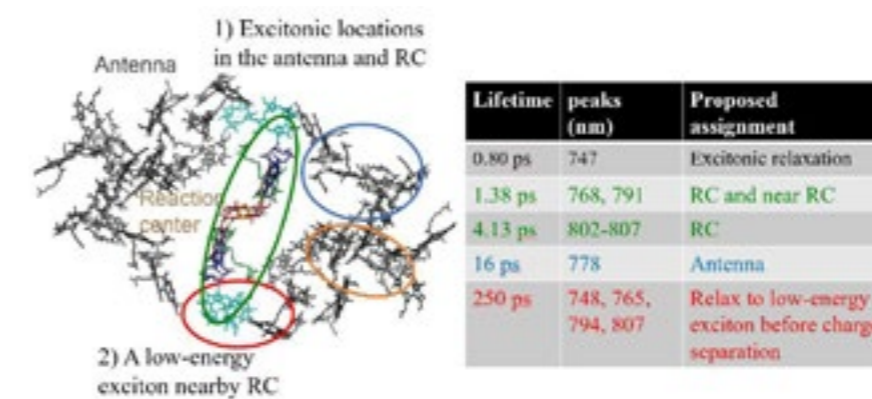 1) Excitonic locations
in the antenna and RC
Antenna
Reaction
center
2) A low-energy
exciton nearby RC
Lifetime peaks (nm) Proposed assignment
0.80 ps 747 Excitonic relaxation
1.38 ps 768, 791 RC and near RC
4.13 ps 802-807 RC
16 ps 778 Antenna
250 ps 748, 765, 794, 807 Relax to low-energy exciton before charge separation